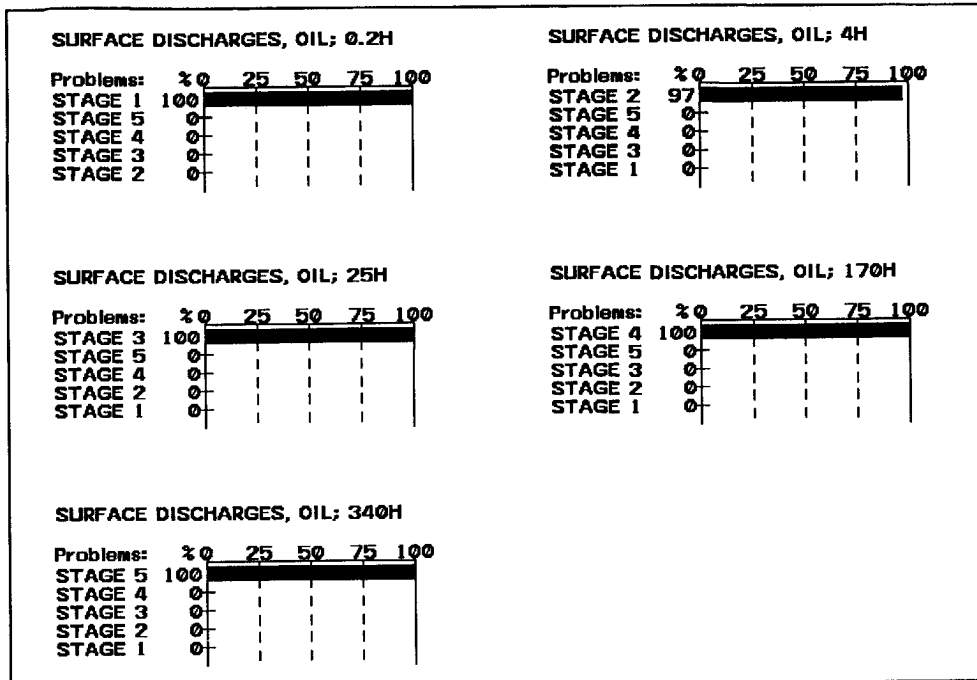 SURFACE DISCHARGES, OIL; 0.2H
Problems: % 0 25 50 75 100
STAGE 1 100
STAGE 5 0
STAGE 4 0
STAGE 3 0
STAGE 2 0
SURFACE DISCHARGES, OIL; 4H
Problems: % 0 25 50 75 100
STAGE 2 97
STAGE 5 0
STAGE 4 0
STAGE 3 0
STAGE 1 0
SURFACE DISCHARGES, OIL; 25H
Problems: % 0 25 50 75 100
STAGE 3 100
STAGE 5 0
STAGE 4 0
STAGE 2 0
STAGE 1 0
SURFACE DISCHARGES, OIL; 170H
Problems: % 0 25 50 75 100
STAGE 4 100
STAGE 5 0
STAGE 3 0
STAGE 2 0
STAGE 1 0
SURFACE DISCHARGES, OIL; 340H
Problems: % 0 25 50 75 100
STAGE 5 100
STAGE 4 0
STAGE 3 0
STAGE 2 0
STAGE 1 0